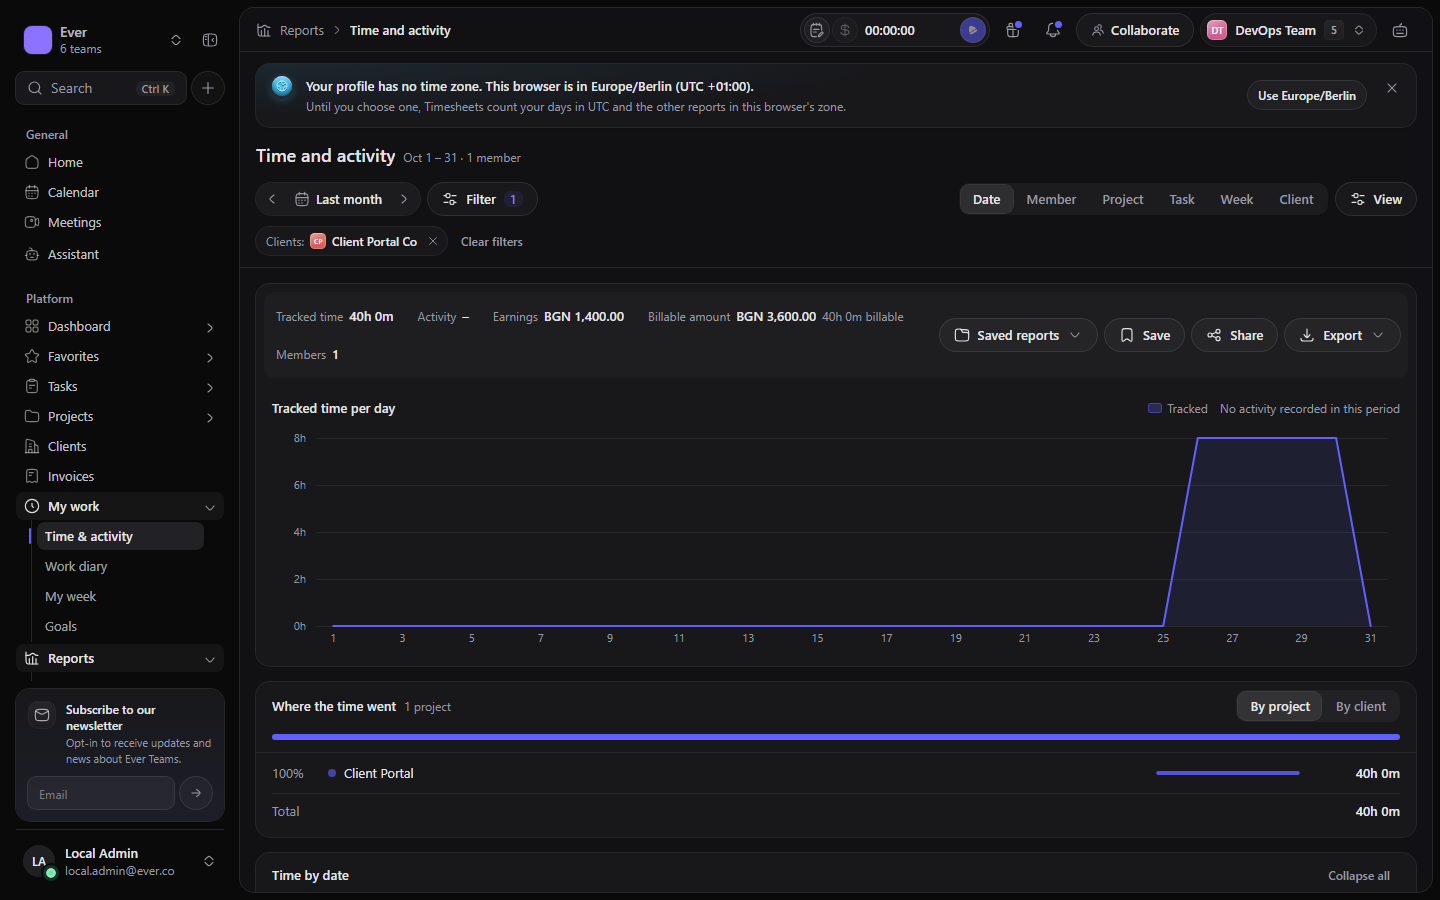 Ever
6 teams
Search
Ctrl K
General
Home
Calendar
Meetings
Assistant
Platform
Dashboard
Favorites
Tasks
Projects
Clients
Invoices
My work
Time & activity
Work diary
My week
Goals
Reports
Subscribe to our
newsletter
Opt-in to receive updates and
news about Ever Teams.
Email
LA
Local Admin
local.admin@ever.co
Reports
Time and activity
00:00:00
Collaborate
DT
DevOps Team
5
Your profile has no time zone. This browser is in Europe/Berlin (UTC +01:00).
Until you choose one, Timesheets count your days in UTC and the other reports in this browser's zone.
Use Europe/Berlin
Time and activity Oct 1 – 31 · 1 member
Last month
Filter 1
Date
Member
Project
Task
Week
Client
View
Clients: CP Client Portal Co
Clear filters
Tracked time 40h 0m
Activity –
Earnings BGN 1,400.00
Billable amount BGN 3,600.00 40h 0m billable
Members 1
Saved reports
Save
Share
Export
Tracked time per day
Tracked
No activity recorded in this period
8h
6h
4h
2h
0h
1 3 5 7 9 11 13 15 17 19 21 23 25 27 29 31
Where the time went 1 project
By project
By client
100% Client Portal 40h 0m
Total 40h 0m
Time by date
Collapse all